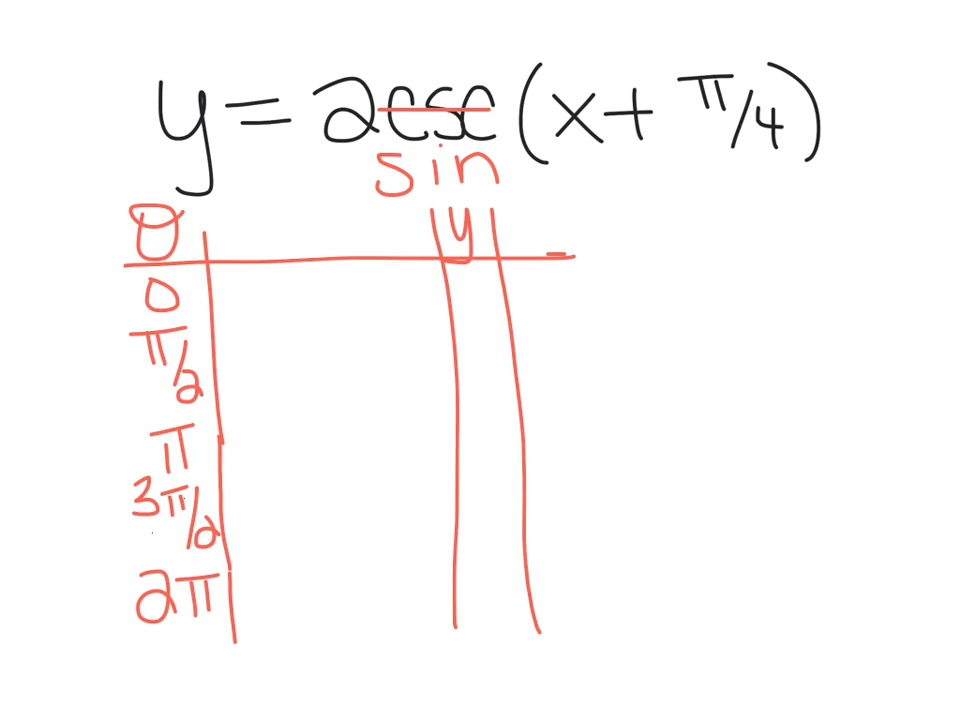 y = 2csc(x + π/4)
sin
θ y
0
π/2
π
3π/2
2π